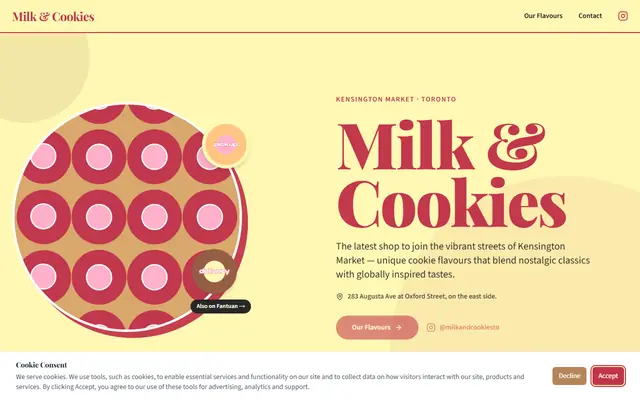 Milk & Cookies
Our Flavours
Contact
KENSINGTON MARKET · TORONTO
Milk &
Cookies
The latest shop to join the vibrant streets of Kensington
Market — unique cookie flavours that blend nostalgic classics
with globally inspired tastes.
283 Augusta Ave at Oxford Street, on the east side.
Our Flavours →
@milkandcookiesto
Also on Fantuan →
Cookie Consent
We serve cookies. We use tools, such as cookies, to enable essential services and functionality on our site and to collect data on how visitors interact with our site, products and
services. By clicking Accept, you agree to our use of these tools for advertising, analytics and support.
Decline
Accept